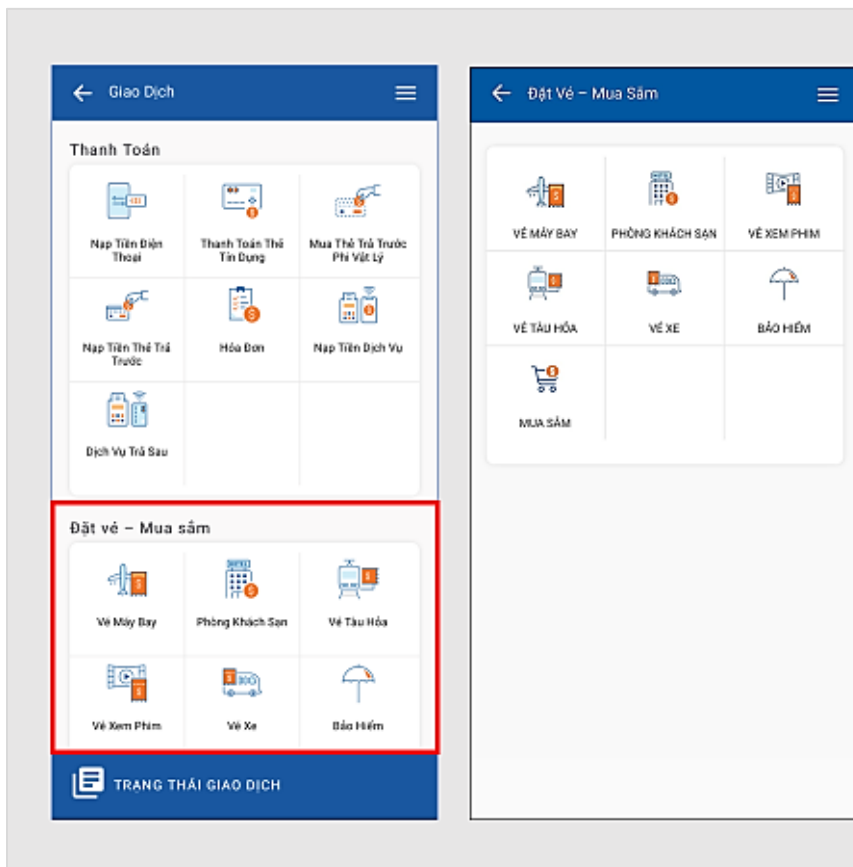 Giao Dịch
Thanh Toán
Nạp Tiền Điện
Thoại
Thanh Toán Thẻ
Tín Dụng
Mua Thẻ Trả Trước
Phi Vật Lý
Nạp Tiền Thẻ Trả
Trước
Hóa Đơn
Nạp Tiền Dịch Vụ
Dịch Vụ Trả Sau
Đặt vé – Mua sắm
Vé Máy Bay
Phòng Khách Sạn
Vé Tàu Hỏa
Vé Xem Phim
Vé Xe
Bảo Hiểm
TRẠNG THÁI GIAO DỊCH
Đặt Vé – Mua Sắm
VÉ MÁY BAY
PHÒNG KHÁCH SẠN
VÉ XEM PHIM
VÉ TÀU HỎA
VÉ XE
BẢO HIỂM
MUA SẮM